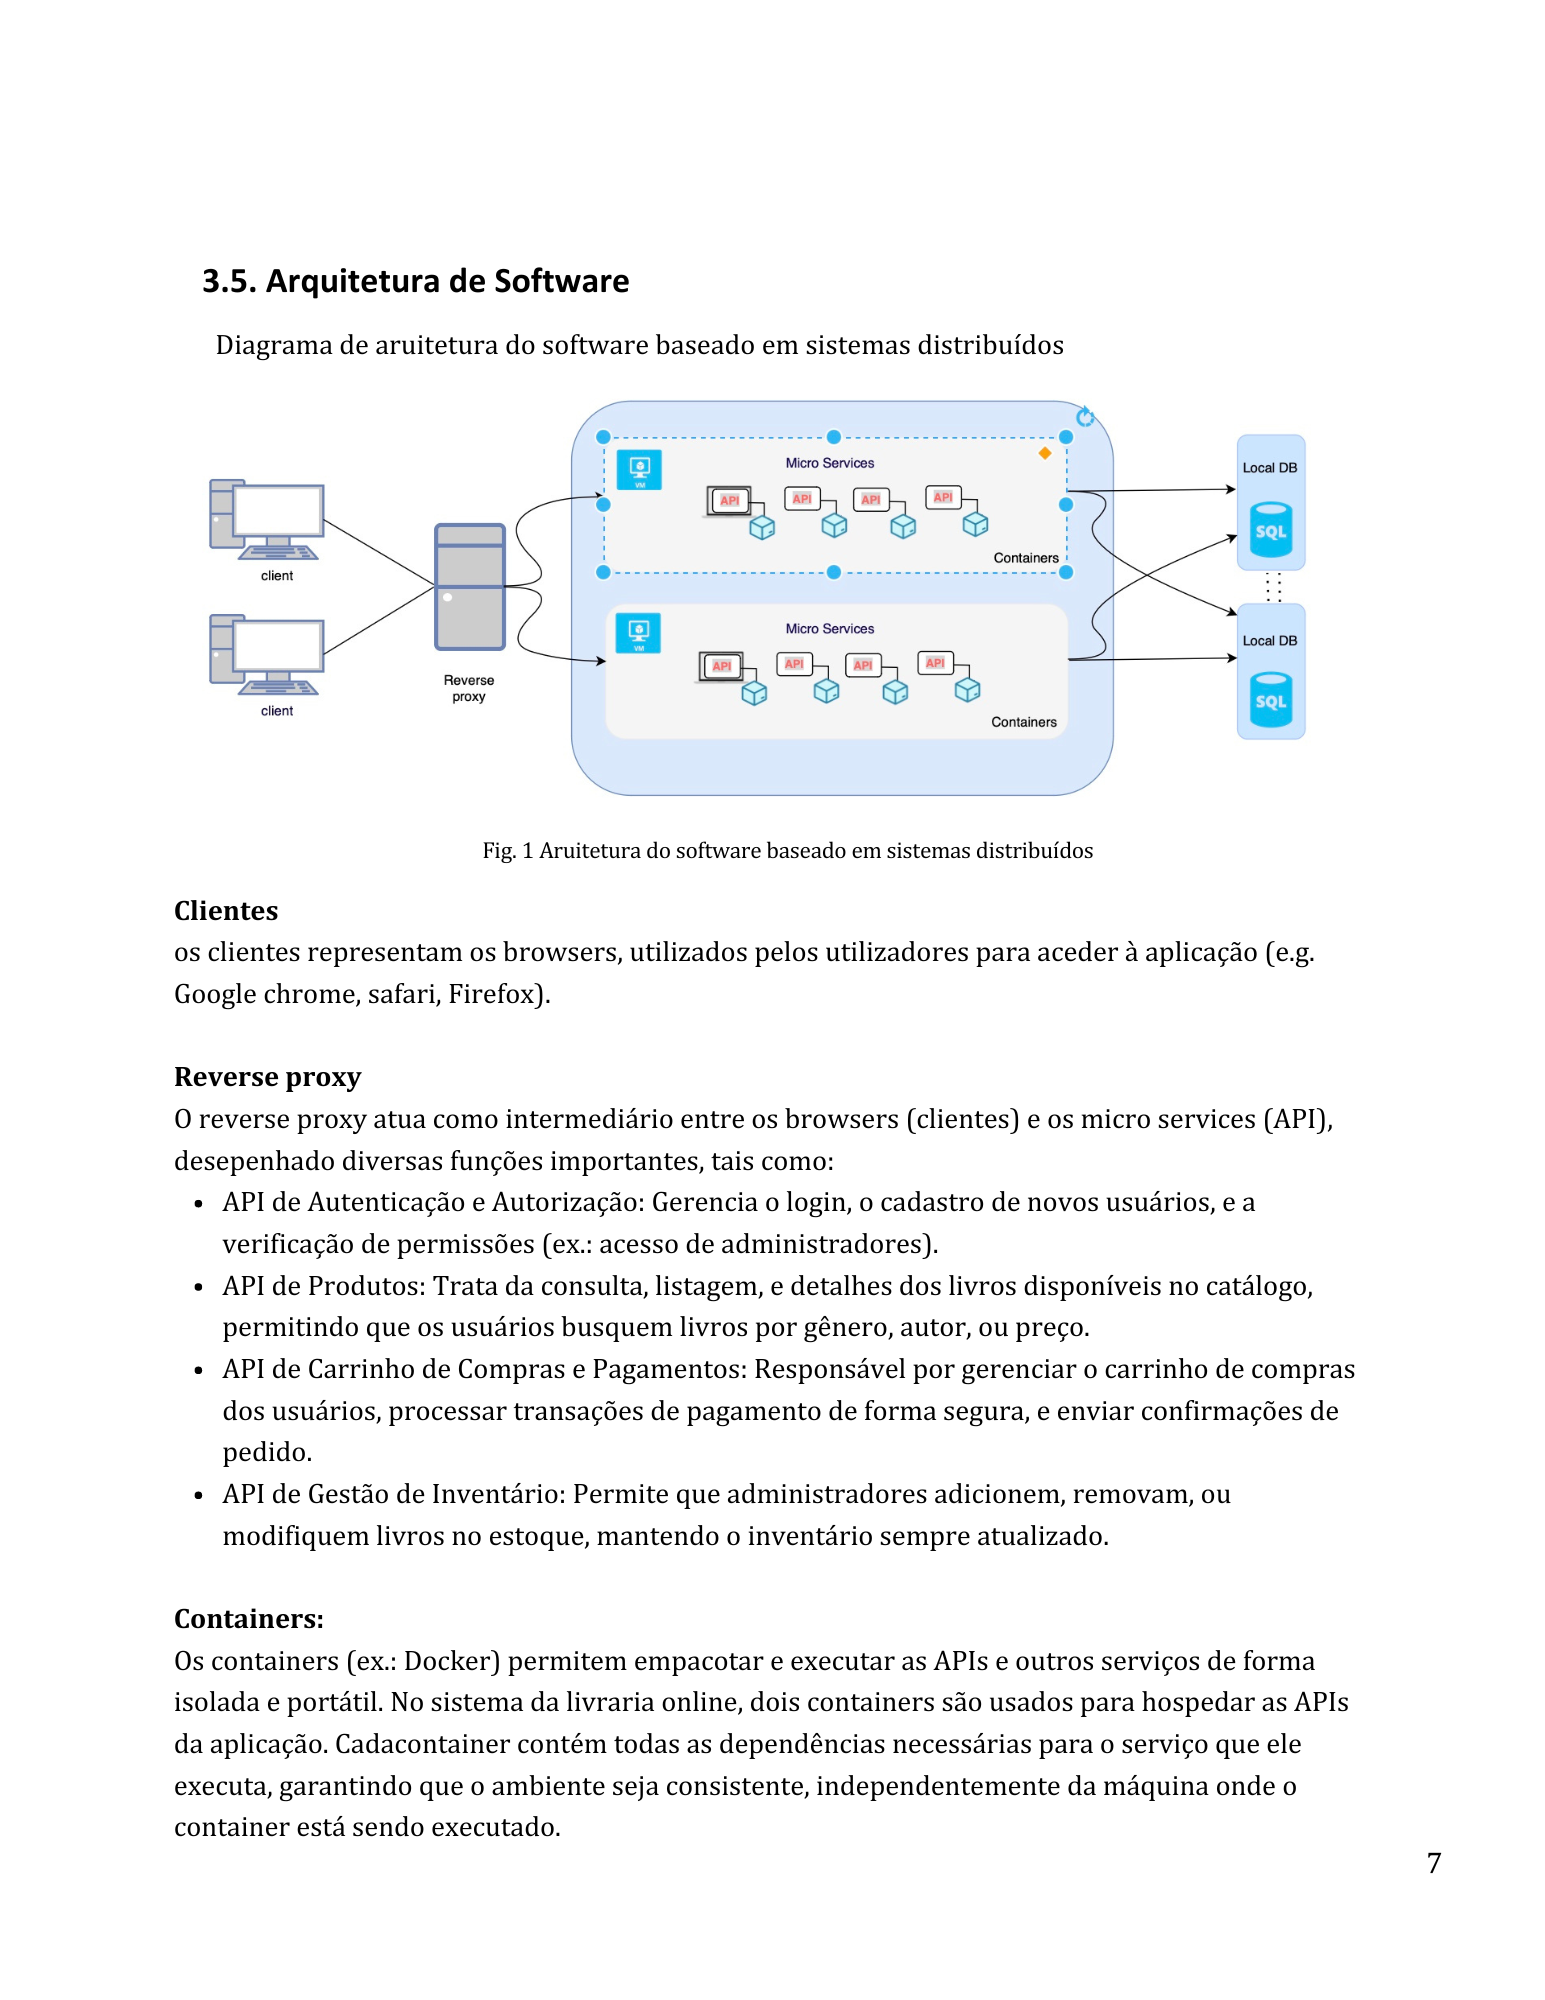 3.5. Arquitetura de Software
Diagrama de aruitetura do software baseado em sistemas distribuídos
client
client
Reverse
proxy
VM
Micro Services
API
API
API
API
Containers
VM
Micro Services
API
API
API
API
Containers
Local DB
SQL
Local DB
SQL
Fig. 1 Aruitetura do software baseado em sistemas distribuídos
Clientes
os clientes representam os browsers, utilizados pelos utilizadores para aceder à aplicação (e.g.
Google chrome, safari, Firefox).
Reverse proxy
O reverse proxy atua como intermediário entre os browsers (clientes) e os micro services (API),
desepenhado diversas funções importantes, tais como:
• API de Autenticação e Autorização: Gerencia o login, o cadastro de novos usuários, e a
verificação de permissões (ex.: acesso de administradores).
• API de Produtos: Trata da consulta, listagem, e detalhes dos livros disponíveis no catálogo,
permitindo que os usuários busquem livros por gênero, autor, ou preço.
• API de Carrinho de Compras e Pagamentos: Responsável por gerenciar o carrinho de compras
dos usuários, processar transações de pagamento de forma segura, e enviar confirmações de
pedido.
• API de Gestão de Inventário: Permite que administradores adicionem, removam, ou
modifiquem livros no estoque, mantendo o inventário sempre atualizado.
Containers:
Os containers (ex.: Docker) permitem empacotar e executar as APIs e outros serviços de forma
isolada e portátil. No sistema da livraria online, dois containers são usados para hospedar as APIs
da aplicação. Cadacontainer contém todas as dependências necessárias para o serviço que ele
executa, garantindo que o ambiente seja consistente, independentemente da máquina onde o
container está sendo executado.
7